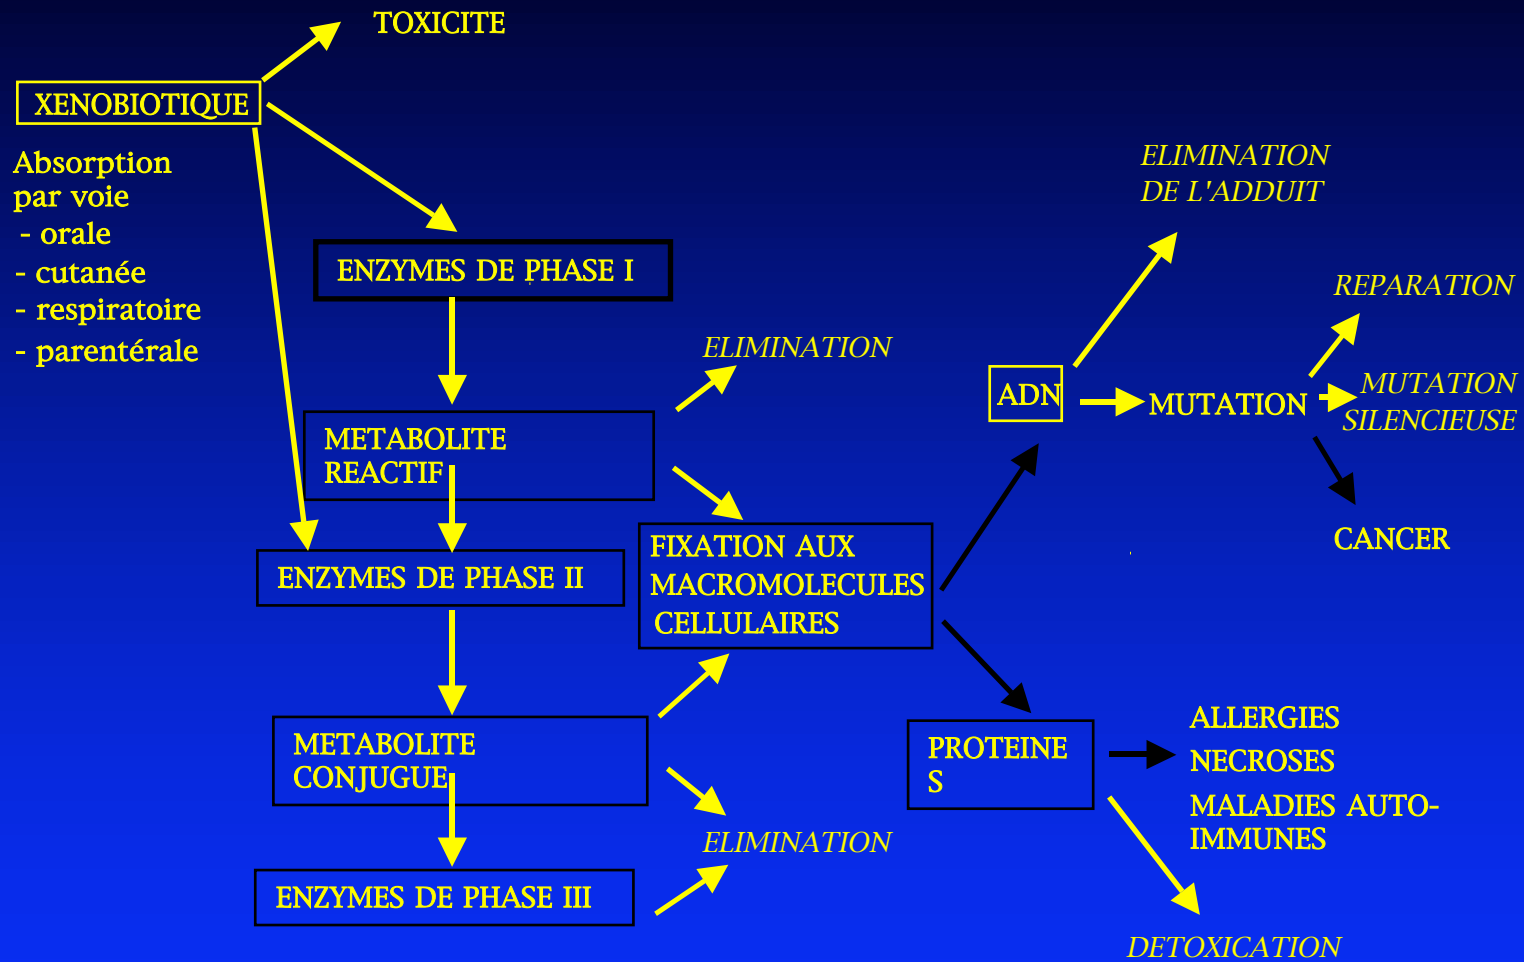 TOXICITE
XENOBIOTIQUE
Absorption
par voie
- orale
- cutanée
- respiratoire
- parentérale
ENZYMES DE PHASE I
METABOLITE
REACTIF
ELIMINATION
ENZYMES DE PHASE II
FIXATION AUX
MACROMOLECULES
CELLULAIRES
METABOLITE
CONJUGUE
ELIMINATION
ENZYMES DE PHASE III
ELIMINATION
DE L'ADDUIT
ADN
MUTATION
REPARATION
MUTATION
SILENCIEUSE
CANCER
PROTEINE
S
ALLERGIES
NECROSES
MALADIES AUTO-
IMMUNES
DETOXICATION